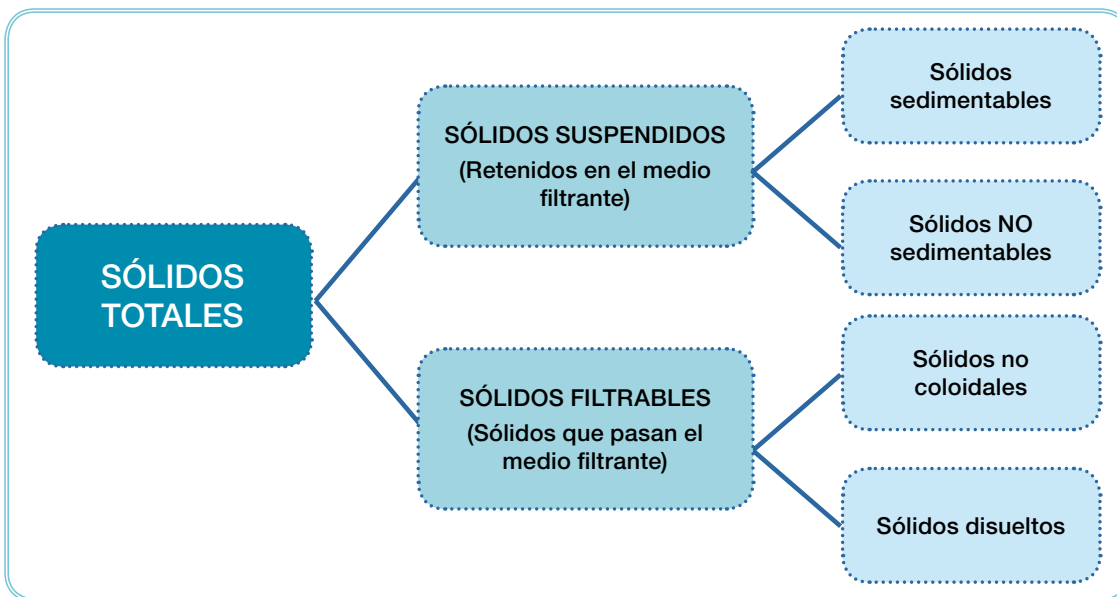 SÓLIDOS
TOTALES
SÓLIDOS SUSPENDIDOS
(Retenidos en el medio
filtrante)
Sólidos
sedimentables
Sólidos NO
sedimentables
SÓLIDOS FILTRABLES
(Sólidos que pasan el
medio filtrante)
Sólidos no
coloidales
Sólidos disueltos